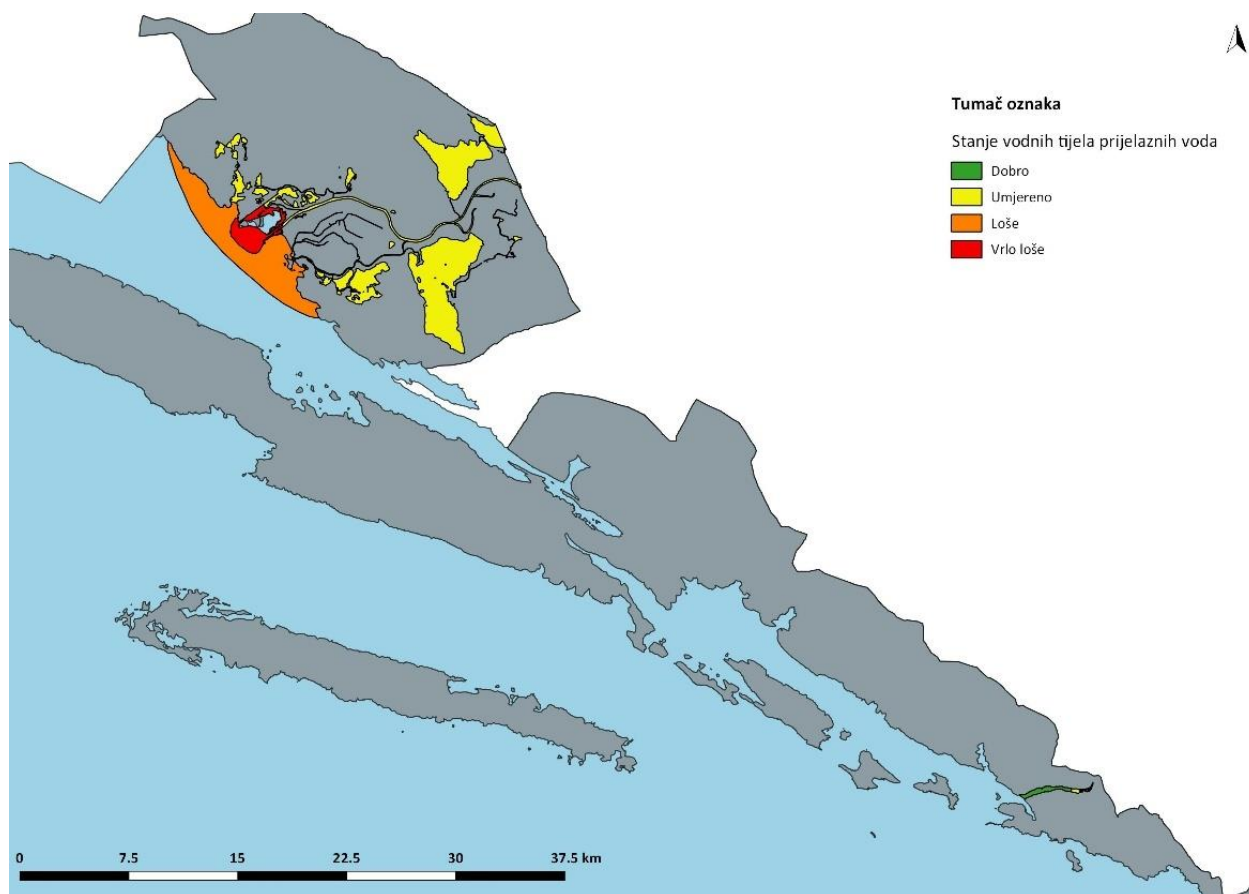 Tumač oznaka
Stanje vodnih tijela prijelaznih voda
Dobro
Umjereno
Loše
Vrlo loše
0 7.5 15 22.5 30 37.5 km